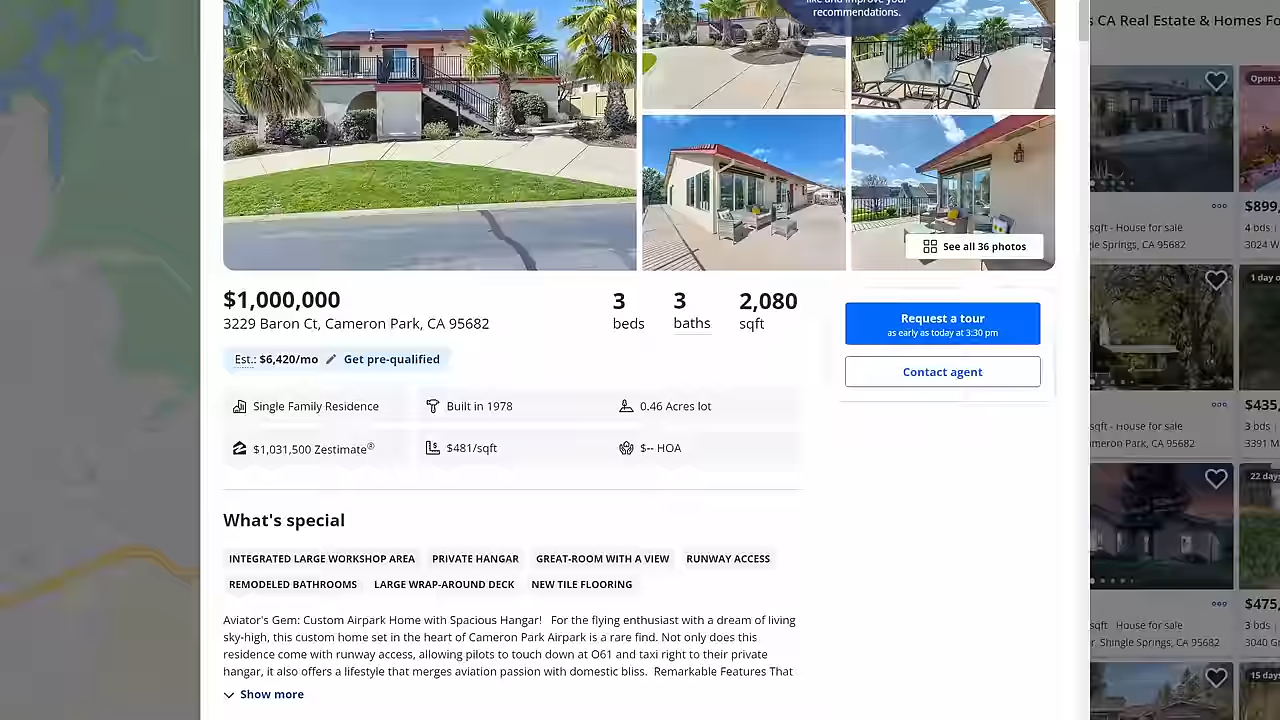 like and improve your
recommendations.
See all 36 photos
$1,000,000
3229 Baron Ct, Cameron Park, CA 95682
3 beds
3 baths
2,080 sqft
Est.: $6,420/mo Get pre-qualified
Request a tour
as early as today at 3:30 pm
Contact agent
Single Family Residence
Built in 1978
0.46 Acres lot
$1,031,500 Zestimate®
$481/sqft
$-- HOA
What's special
INTEGRATED LARGE WORKSHOP AREA PRIVATE HANGAR GREAT-ROOM WITH A VIEW RUNWAY ACCESS
REMODELED BATHROOMS LARGE WRAP-AROUND DECK NEW TILE FLOORING
Aviator's Gem: Custom Airpark Home with Spacious Hangar! For the flying enthusiast with a dream of living
sky-high, this custom home set in the heart of Cameron Park Airpark is a rare find. Not only does this
residence come with runway access, allowing pilots to touch down at O61 and taxi right to their private
hangar, it also offers a lifestyle that merges aviation passion with domestic bliss. Remarkable Features That
Show more
CA Real Estate & Homes
Open:
sqft - House for sale
Springs, CA 95682
$899,
4 bds
3024 W
1 day
sqft - House for sale
Park, CA 95682
$435,
3 bds
3391
22 days
sqft - House for sale
Shingle Springs, CA 95682
$475,
3 bds
3040
15 days